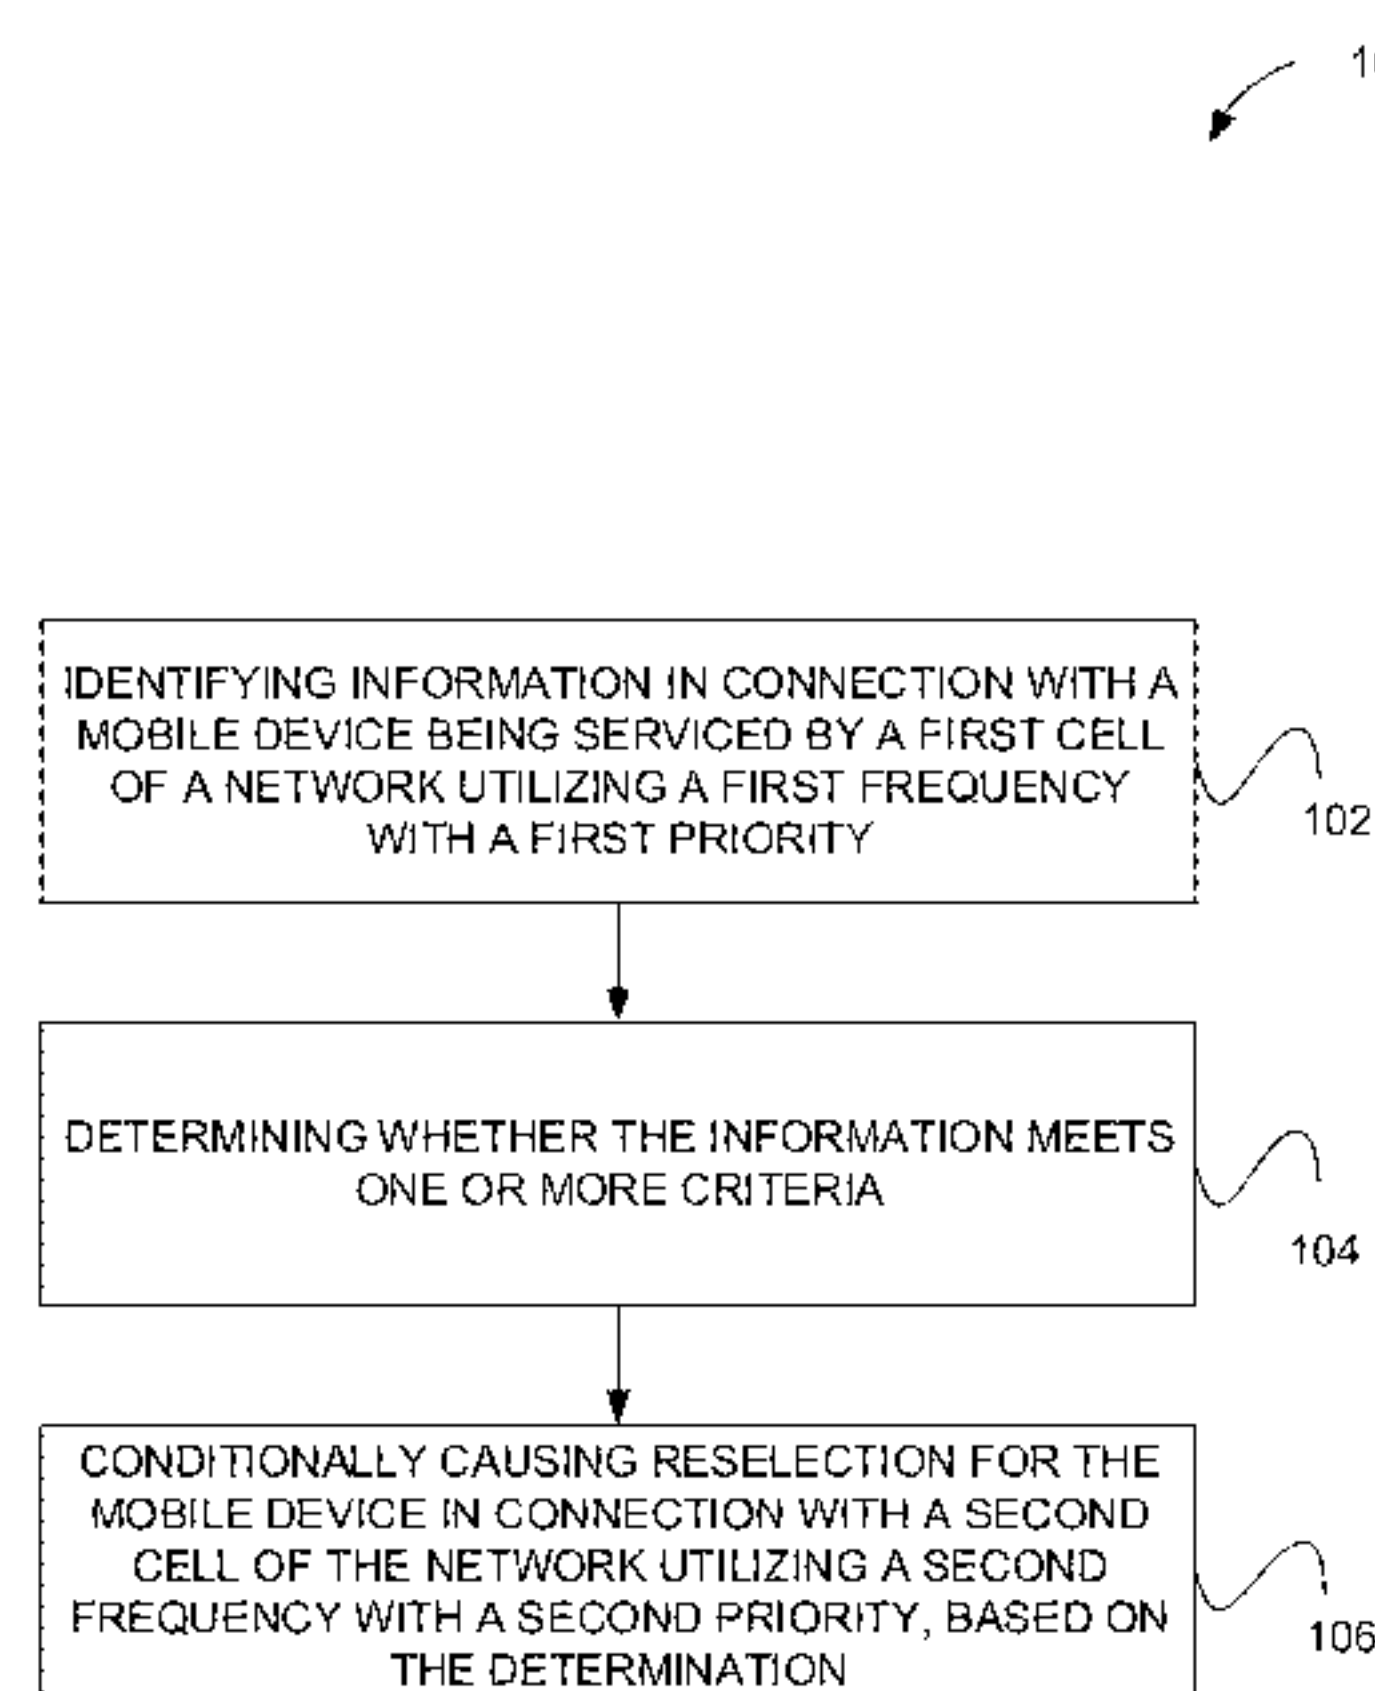 IDENTIFYING INFORMATION IN CONNECTION WITH A
MOBILE DEVICE BEING SERVICED BY A FIRST CELL
OF A NETWORK UTILIZING A FIRST FREQUENCY
WITH A FIRST PRIORITY
102
DETERMINING WHETHER THE INFORMATION MEETS
ONE OR MORE CRITERIA
104
CONDITIONALLY CAUSING RESELECTION FOR THE
MOBILE DEVICE IN CONNECTION WITH A SECOND
CELL OF THE NETWORK UTILIZING A SECOND
FREQUENCY WITH A SECOND PRIORITY, BASED ON
THE DETERMINATION
106